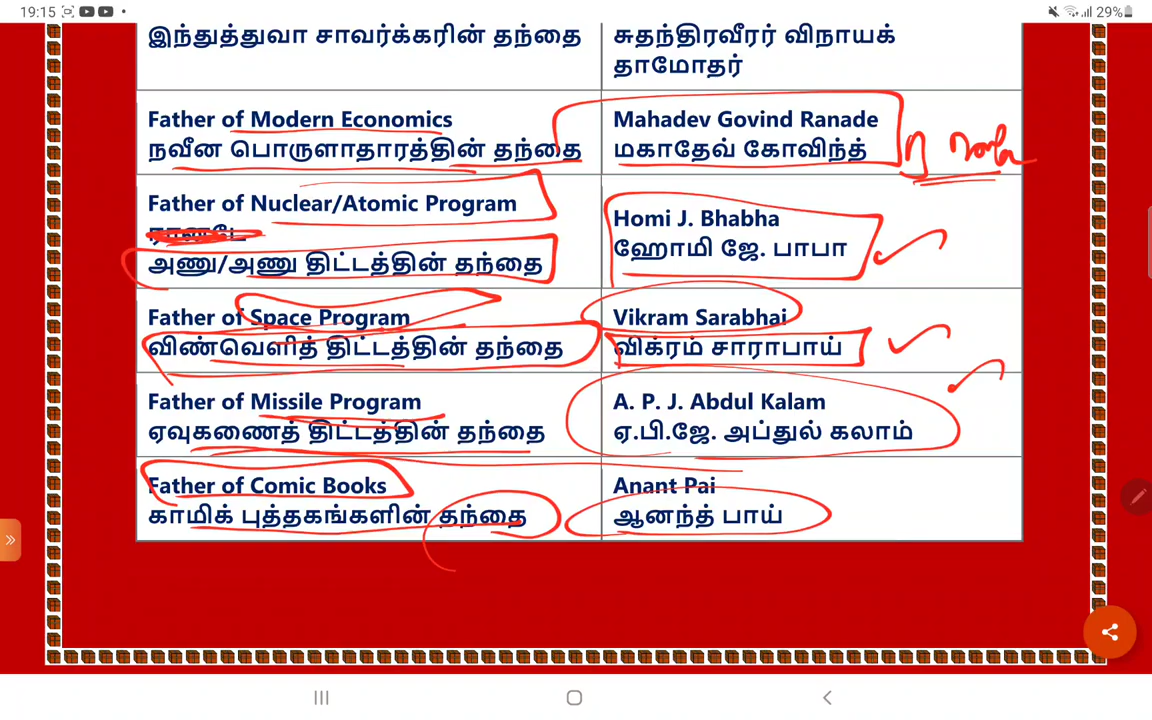 19:15
29%
இந்துத்துவா சாவர்க்கரின் தந்தை
சுதந்திரவீரர் விநாயக்
தாமோதர்
Father of Modern Economics
நவீன பொருளாதாரத்தின் தந்தை
Mahadev Govind Ranade
மகாதேவ் கோவிந்த்
Father of Nuclear/Atomic Program
ராணடே
அணு/அணு திட்டத்தின் தந்தை
Homi J. Bhabha
ஹோமி ஜே. பாபா
Father of Space Program
விண்வெளித் திட்டத்தின் தந்தை
Vikram Sarabhai
விக்ரம் சாராபாய்
Father of Missile Program
ஏவுகணைத் திட்டத்தின் தந்தை
A. P. J. Abdul Kalam
ஏ.பி.ஜே. அப்துல் கலாம்
Father of Comic Books
காமிக் புத்தகங்களின் தந்தை
Anant Pai
ஆனந்த் பாய்